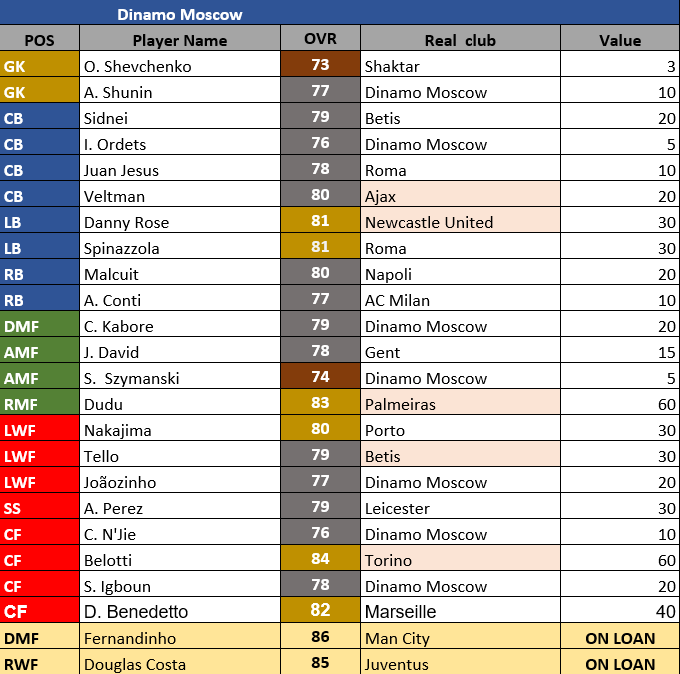 Dinamo Moscow
POS Player Name OVR Real club Value
GK O. Shevchenko 73 Shaktar 3
GK A. Shunin 77 Dinamo Moscow 10
CB Sidnei 79 Betis 20
CB I. Ordets 76 Dinamo Moscow 5
CB Juan Jesus 78 Roma 10
CB Veltman 80 Ajax 20
LB Danny Rose 81 Newcastle United 30
LB Spinazzola 81 Roma 30
RB Malcuit 80 Napoli 20
RB A. Conti 77 AC Milan 10
DMF C. Kabore 79 Dinamo Moscow 20
AMF J. David 78 Gent 15
AMF S. Szymanski 74 Dinamo Moscow 5
RMF Dudu 83 Palmeiras 60
LWF Nakajima 80 Porto 30
LWF Tello 79 Betis 30
LWF Joãozinho 77 Dinamo Moscow 20
SS A. Perez 79 Leicester 30
CF C. N'Jie 76 Dinamo Moscow 10
CF Belotti 84 Torino 60
CF S. Igboun 78 Dinamo Moscow 20
CF D. Benedetto 82 Marseille 40
DMF Fernandinho 86 Man City ON LOAN
RWF Douglas Costa 85 Juventus ON LOAN